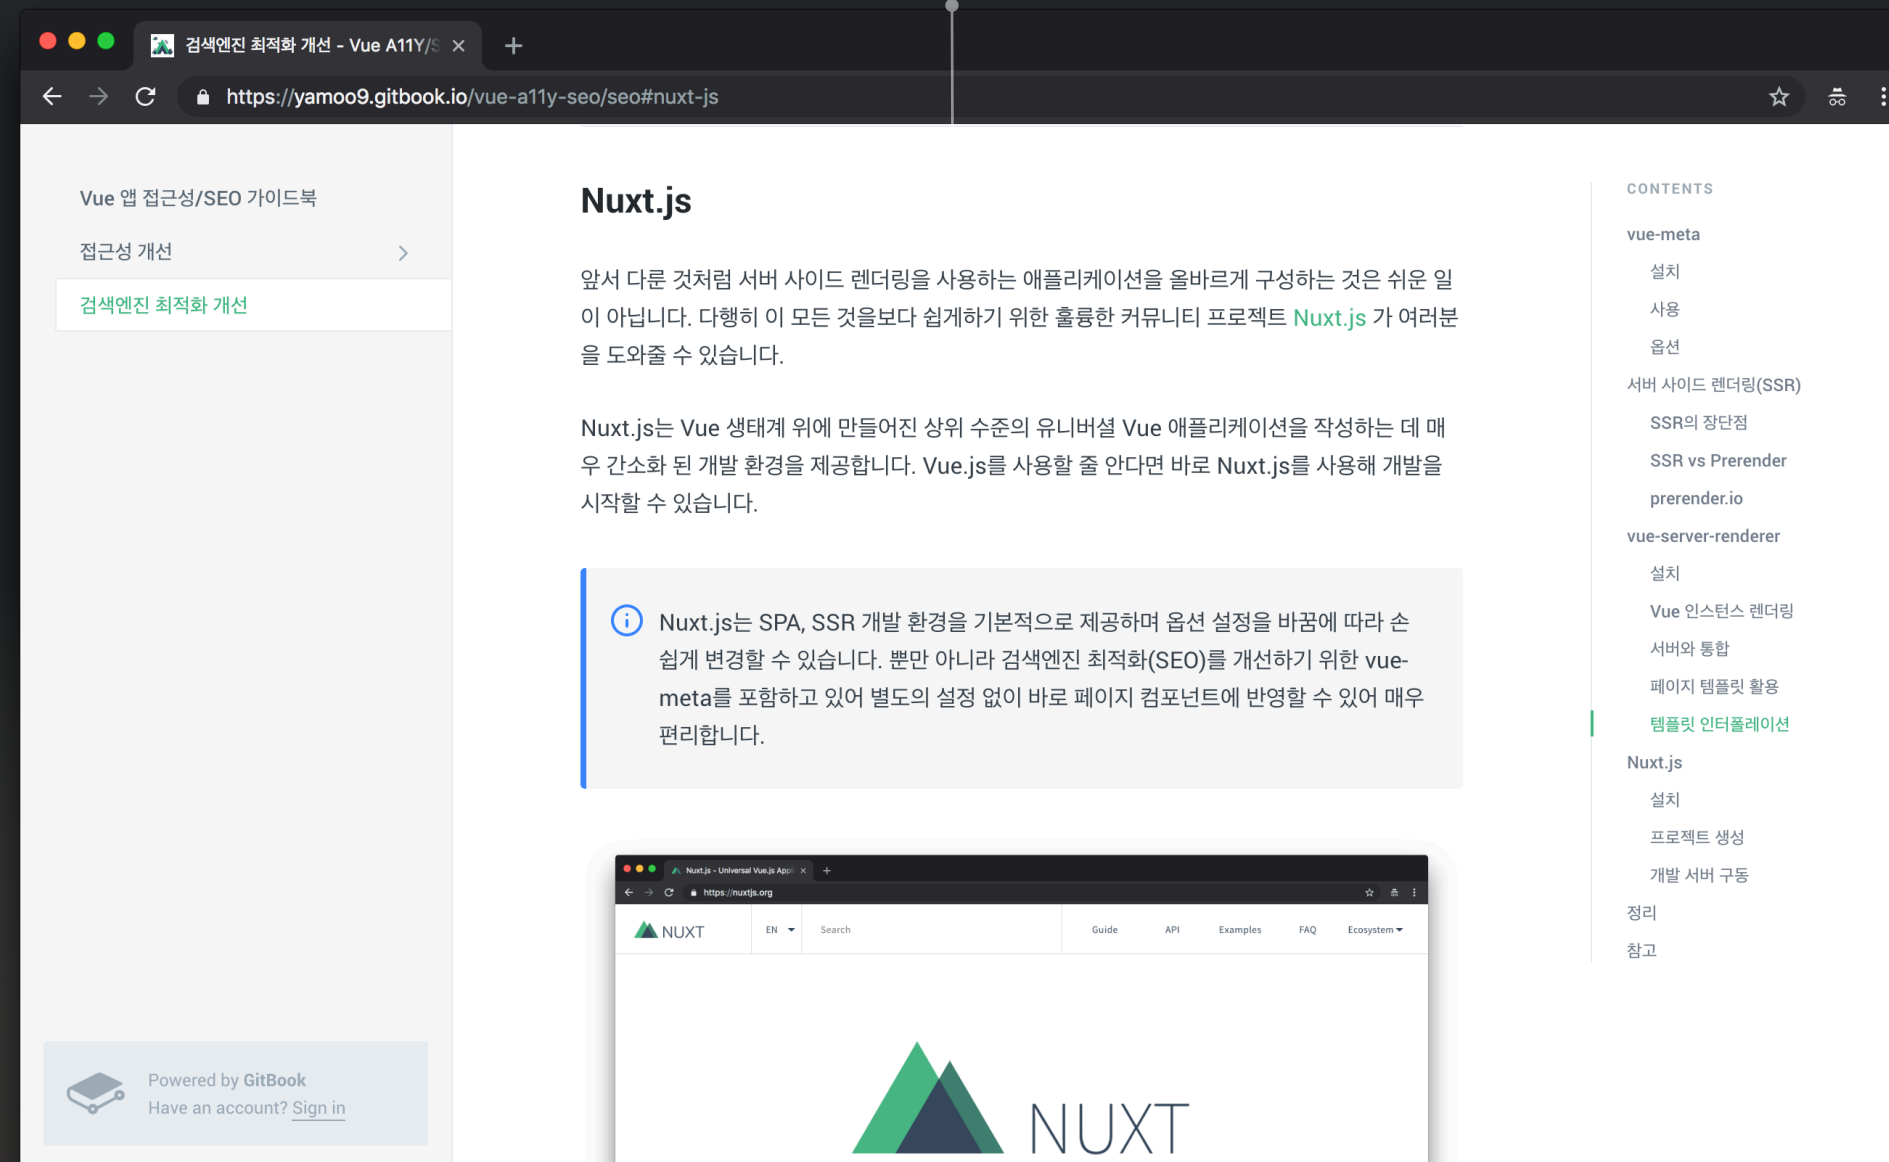 검색엔진 최적화 개선 - Vue A11Y/S
https://yamoo9.gitbook.io/vue-a11y-seo/seo#nuxt-js
Vue 앱 접근성/SEO 가이드북
접근성 개선
검색엔진 최적화 개선
Powered by GitBook
Have an account? Sign in
Nuxt.js
앞서 다룬 것처럼 서버 사이드 렌더링을 사용하는 애플리케이션을 올바르게 구성하는 것은 쉬운 일
이 아닙니다. 다행히 이 모든 것을보다 쉽게하기 위한 훌륭한 커뮤니티 프로젝트 Nuxt.js 가 여러분
을 도와줄 수 있습니다.
Nuxt.js는 Vue 생태계 위에 만들어진 상위 수준의 유니버셜 Vue 애플리케이션을 작성하는 데 매
우 간소화 된 개발 환경을 제공합니다. Vue.js를 사용할 줄 안다면 바로 Nuxt.js를 사용해 개발을
시작할 수 있습니다.
Nuxt.js는 SPA, SSR 개발 환경을 기본적으로 제공하며 옵션 설정을 바꿈에 따라 손
쉽게 변경할 수 있습니다. 뿐만 아니라 검색엔진 최적화(SEO)를 개선하기 위한 vue-
meta를 포함하고 있어 별도의 설정 없이 바로 페이지 컴포넌트에 반영할 수 있어 매우
편리합니다.
Nuxt.js - Universal Vue.js Appli
https://nuxtjs.org
NUXT EN Search Guide API Examples FAQ Ecosystem
NUXT
CONTENTS
vue-meta
설치
사용
옵션
서버 사이드 렌더링(SSR)
SSR의 장단점
SSR vs Prerender
prerender.io
vue-server-renderer
설치
Vue 인스턴스 렌더링
서버와 통합
페이지 템플릿 활용
템플릿 인터폴레이션
Nuxt.js
설치
프로젝트 생성
개발 서버 구동
정리
참고